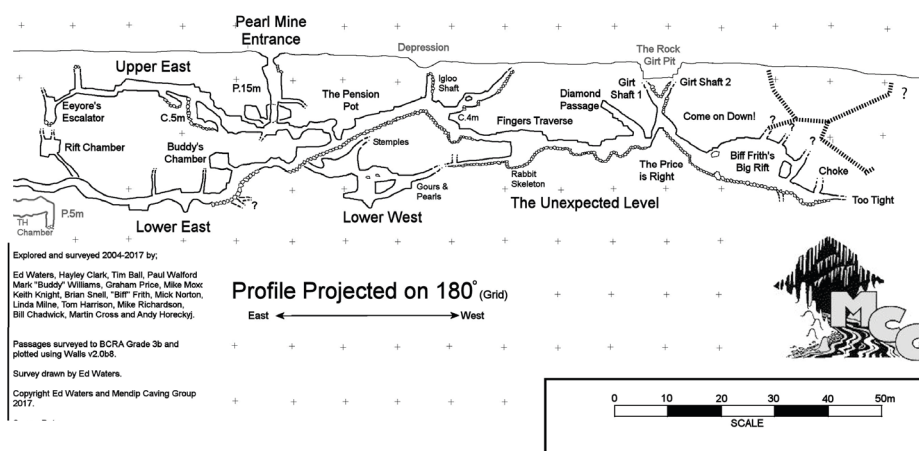 Pearl Mine
Entrance
Depression
The Rock
Girt Pit
Upper East
P.15m
The Pension
Pot
Igloo
Shaft
Girt
Shaft 1
Girt Shaft 2
Diamond
Passage
?
Eeyore's
Escalator
C.5m
C.4m
Fingers Traverse
Come on Down!
?
?
Rift Chamber
Buddy's
Chamber
Stemples
The Price
is Right
Biff Frith's
Big Rift
Choke
Rabbit
Skeleton
Gours &
Pearls
The Unexpected Level
Too Tight
?
Lower East
Lower West
TH
Chamber
P.5m
Explored and surveyed 2004-2017 by;
Ed Waters, Hayley Clark, Tim Ball, Paul Walford
Mark "Buddy" Williams, Graham Price, Mike Moxo
Keith Knight, Brian Snell, "Biff" Frith, Mick Norton,
Linda Milne, Tom Harrison, Mike Richardson,
Bill Chadwick, Martin Cross and Andy Horeckyj.
Passages surveyed to BCRA Grade 3b and
plotted using Walls v2.0b8.
Survey drawn by Ed Waters.
Copyright Ed Waters and Mendip Caving Group
2017.
Profile Projected on 180° (Grid)
East West
MCG
0 10 20 30 40 50m
SCALE